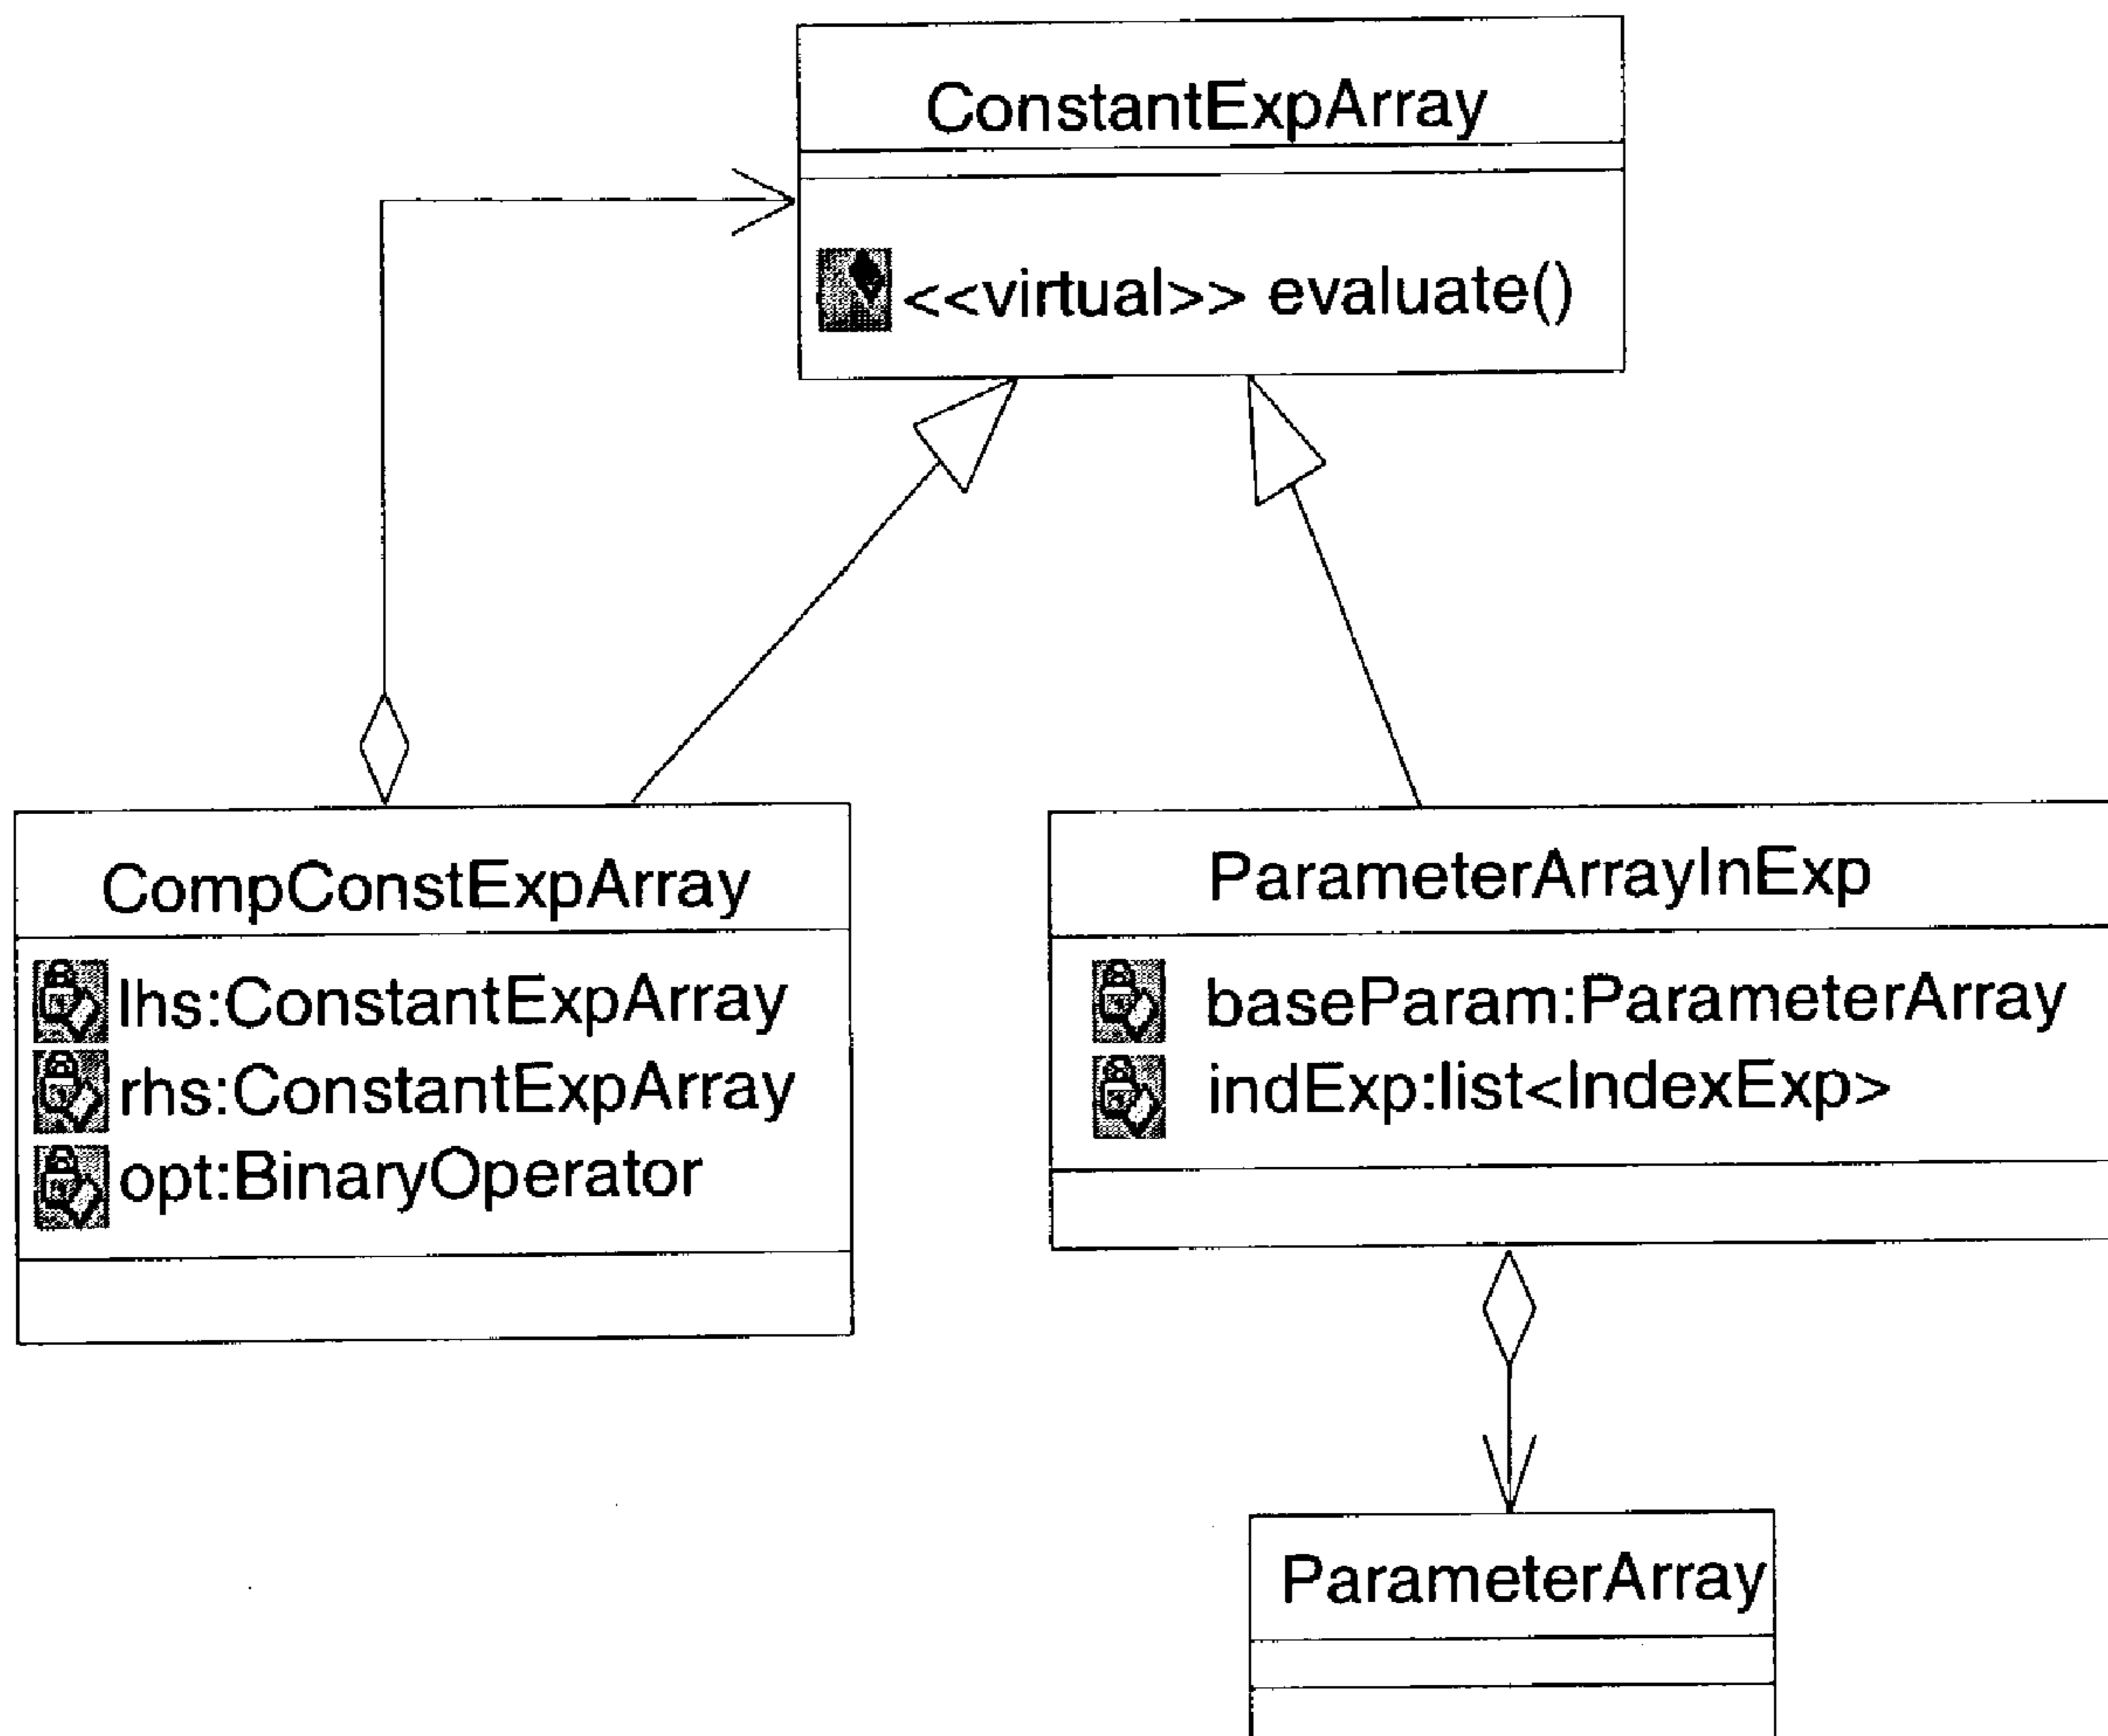 ConstantExpArray
<<virtual>> evaluate()
CompConstExpArray
lhs:ConstantExpArray
rhs:ConstantExpArray
opt:BinaryOperator
ParameterArrayInExp
baseParam:ParameterArray
indExp:list<IndexExp>
ParameterArray